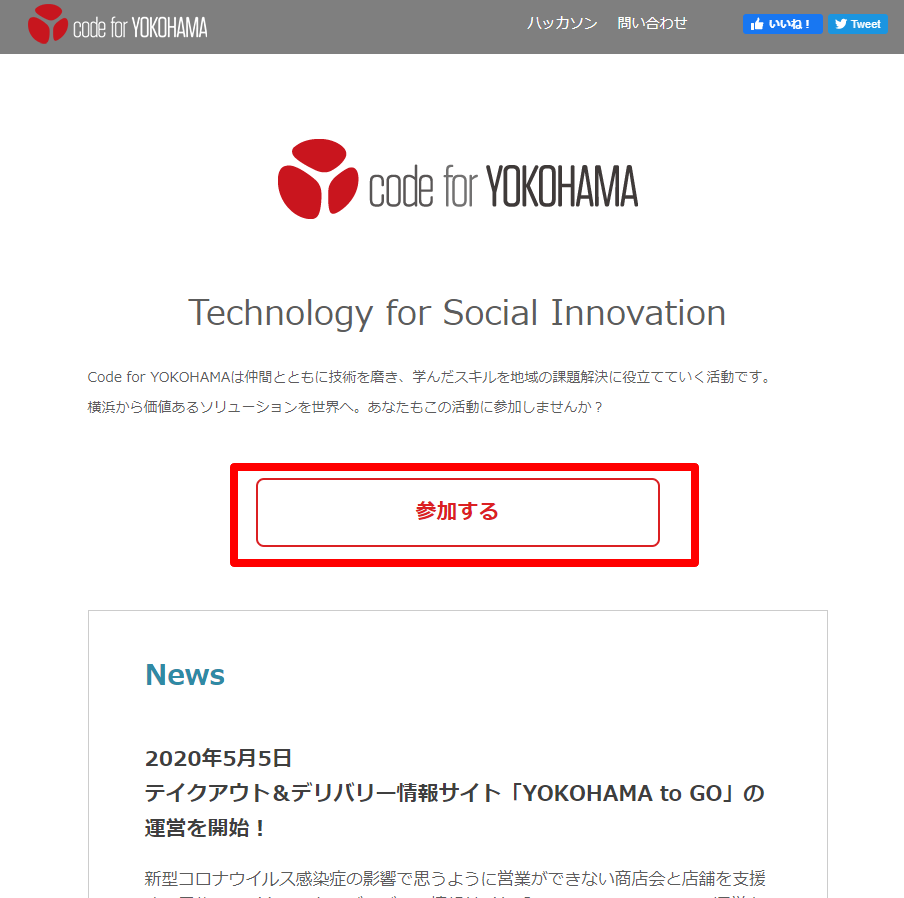 code for YOKOHAMA
ハッカソン 問い合わせ いいね！ Tweet
code for YOKOHAMA
Technology for Social Innovation
Code for YOKOHAMAは仲間とともに技術を磨き、学んだスキルを地域の課題解決に役立てていく活動です。
横浜から価値あるソリューションを世界へ。あなたもこの活動に参加しませんか？
参加する
News
2020年5月5日
テイクアウト＆デリバリー情報サイト「YOKOHAMA to GO」の
運営を開始！
新型コロナウイルス感染症の影響で思うように営業ができない商店会と店舗を支援